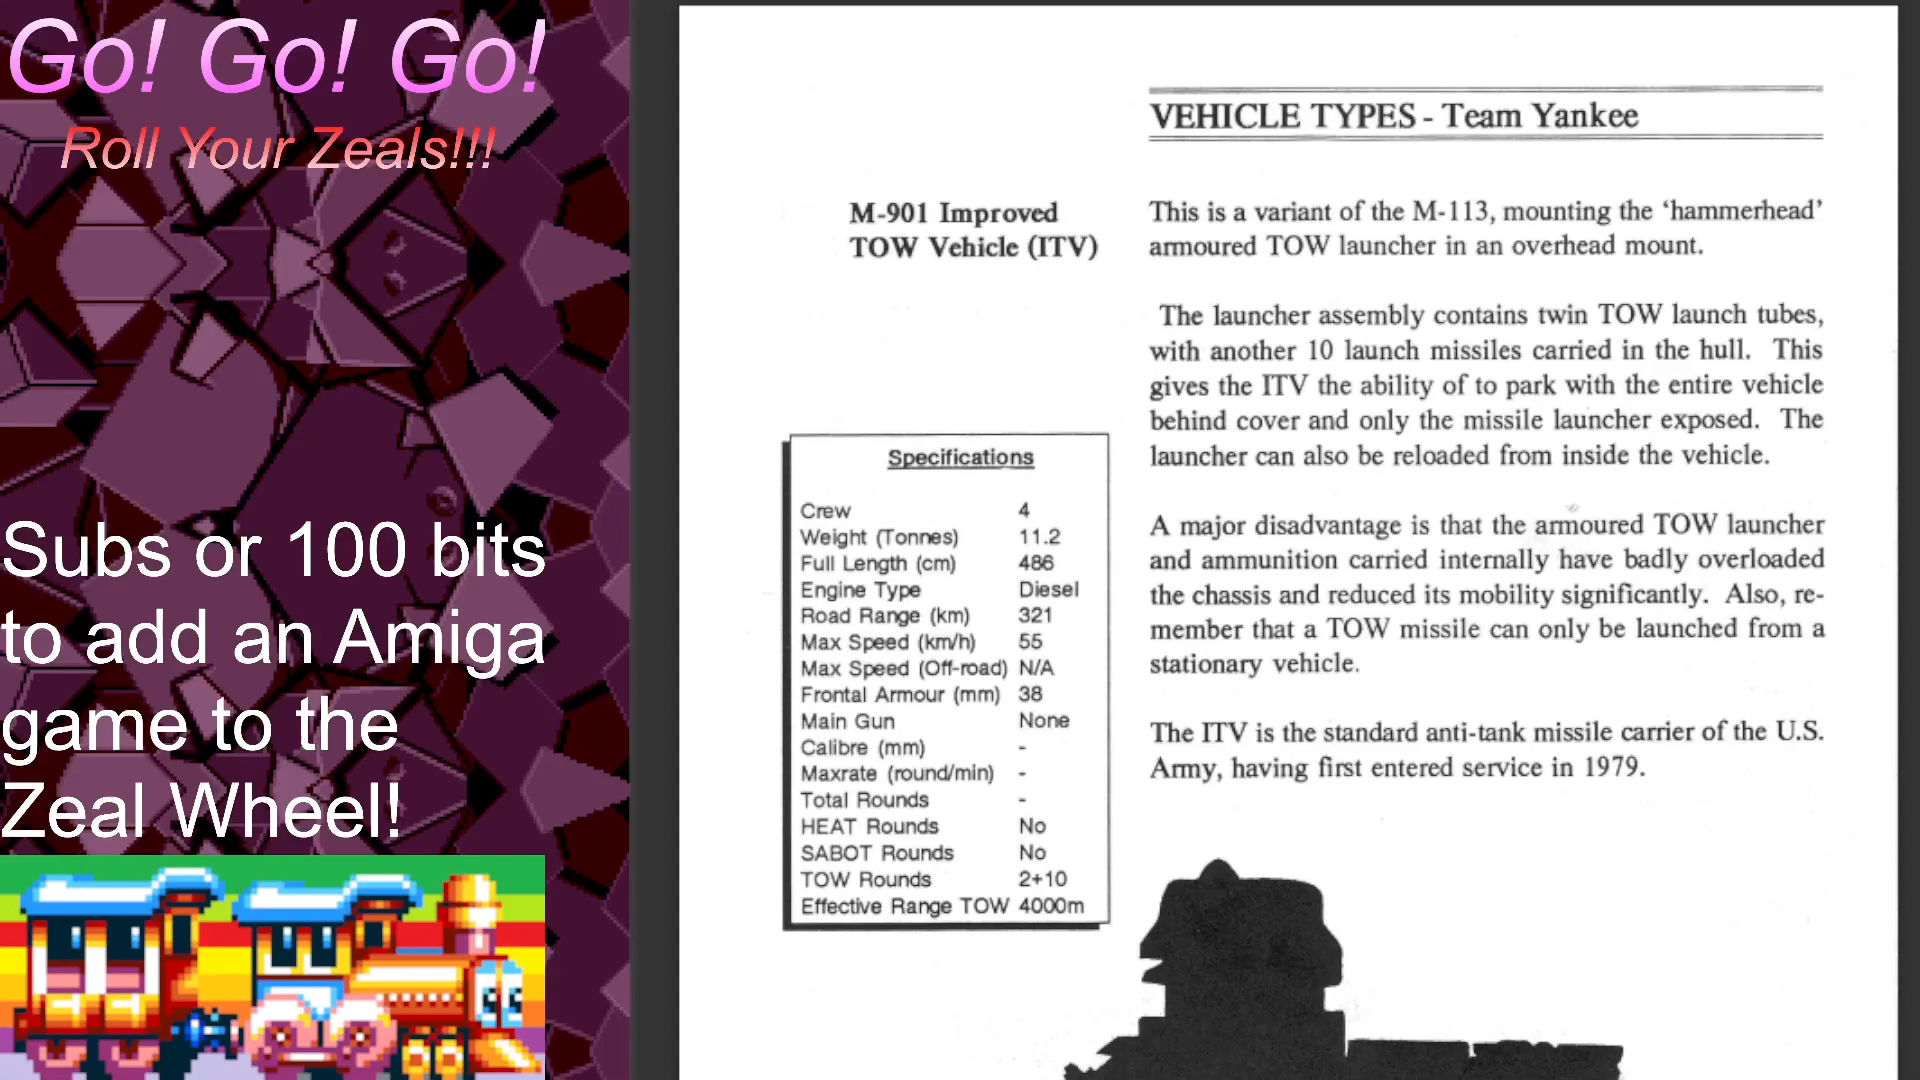 Go! Go! Go!
Roll Your Zeals!!!
Subs or 100 bits
to add an Amiga
game to the
Zeal Wheel!
VEHICLE TYPES - Team Yankee
M-901 Improved
TOW Vehicle (ITV)
This is a variant of the M-113, mounting the ‘hammerhead’
armoured TOW launcher in an overhead mount.
The launcher assembly contains twin TOW launch tubes,
with another 10 launch missiles carried in the hull. This
gives the ITV the ability of to park with the entire vehicle
behind cover and only the missile launcher exposed. The
launcher can also be reloaded from inside the vehicle.
A major disadvantage is that the armoured TOW launcher
and ammunition carried internally have badly overloaded
the chassis and reduced its mobility significantly. Also, re-
member that a TOW missile can only be launched from a
stationary vehicle.
The ITV is the standard anti-tank missile carrier of the U.S.
Army, having first entered service in 1979.
Specifications
Crew 4
Weight (Tonnes) 11.2
Full Length (cm) 486
Engine Type Diesel
Road Range (km) 321
Max Speed (km/h) 55
Max Speed (Off-road) N/A
Frontal Armour (mm) 38
Main Gun None
Calibre (mm) -
Maxrate (round/min) -
Total Rounds -
HEAT Rounds No
SABOT Rounds No
TOW Rounds 2+10
Effective Range TOW 4000m